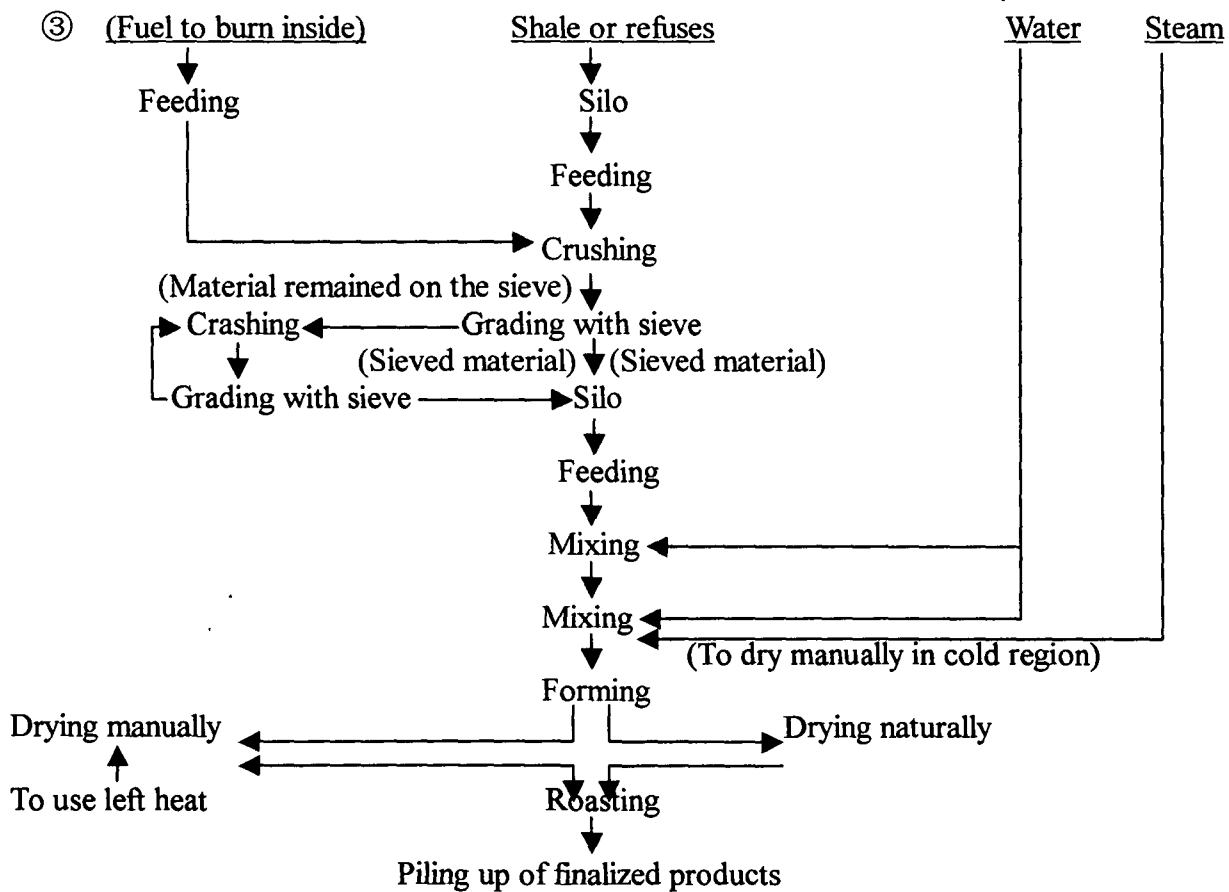 ③ (Fuel to burn inside) Shale or refuses Water Steam
Feeding Silo
Feeding
Crushing
(Material remained on the sieve)
Crashing Grading with sieve
(Sieved material) (Sieved material)
Grading with sieve Silo
Feeding
Mixing
Mixing
(To dry manually in cold region)
Forming
Drying manually Drying naturally
To use left heat Roasting
Piling up of finalized products